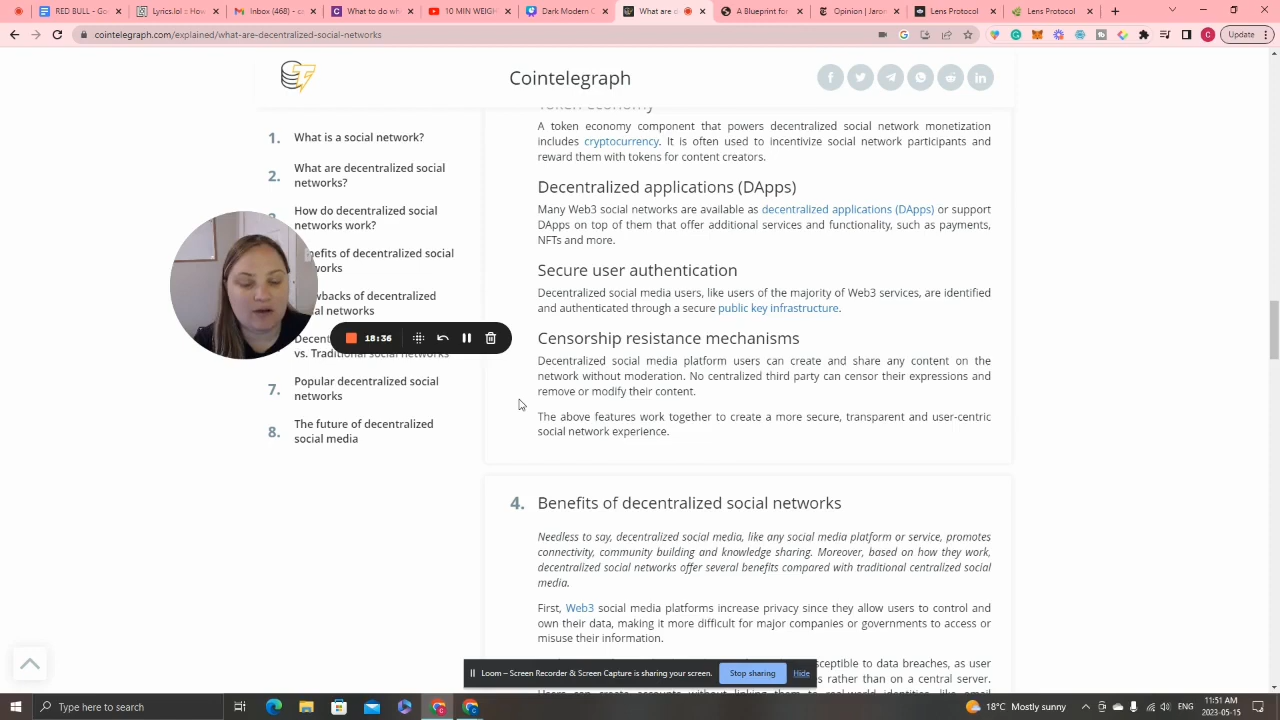 RED BULL - Go
Lyrics.lol :: Hom
Inbox (468) - c
What to do wh
10 MIN WEIGH
Dark Modern C
What are d
A Blueprint for
Opinion | Jaror
Lens Protocol
Lens Protocol
cointelegraph.com/explained/what-are-decentralized-social-networks
Update
Cointelegraph
1. What is a social network?
2. What are decentralized social
networks?
How do decentralized social
networks work?
nefits of decentralized social
works
wbacks of decentralized
al networks
Decent
vs. Traditional social networks
7. Popular decentralized social
networks
8. The future of decentralized
social media
18:36
Token economy
A token economy component that powers decentralized social network monetization
includes cryptocurrency. It is often used to incentivize social network participants and
reward them with tokens for content creators.
Decentralized applications (DApps)
Many Web3 social networks are available as decentralized applications (DApps) or support
DApps on top of them that offer additional services and functionality, such as payments,
NFTs and more.
Secure user authentication
Decentralized social media users, like users of the majority of Web3 services, are identified
and authenticated through a secure public key infrastructure.
Censorship resistance mechanisms
Decentralized social media platform users can create and share any content on the
network without moderation. No centralized third party can censor their expressions and
remove or modify their content.
The above features work together to create a more secure, transparent and user-centric
social network experience.
4. Benefits of decentralized social networks
Needless to say, decentralized social media, like any social media platform or service, promotes
connectivity, community building and knowledge sharing. Moreover, based on how they work,
decentralized social networks offer several benefits compared with traditional centralized social
media.
First, Web3 social media platforms increase privacy since they allow users to control and
own their data, making it more difficult for major companies or governments to access or
misuse their information.
sceptible to data breaches, as user
rather than on a central server.
Loom – Screen Recorder & Screen Capture is sharing your screen.
Stop sharing
Hide
Type here to search
18°C Mostly sunny
ENG
11:51 AM
2023-05-15